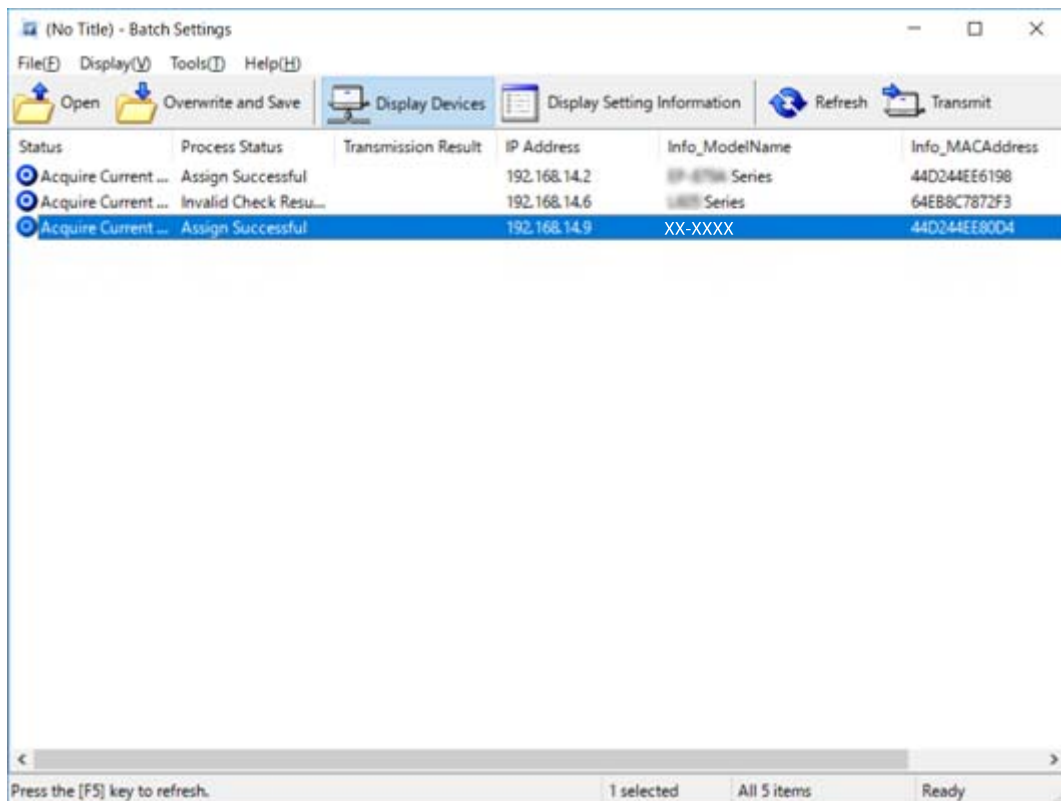 (No Title) - Batch Settings
File(F) Display(V) Tools(T) Help(H)
Open Overwrite and Save Display Devices Display Setting Information Refresh Transmit
Status Process Status Transmission Result IP Address Info_ModelName Info_MACAddress
Acquire Current ... Assign Successful 192.168.14.2 Series 44D244EE6198
Acquire Current ... Invalid Check Resu... 192.168.14.6 Series 64EB8C7872F3
Acquire Current ... Assign Successful 192.168.14.9 XX-XXXX 44D244EE80D4
Press the [F5] key to refresh. 1 selected All 5 items Ready